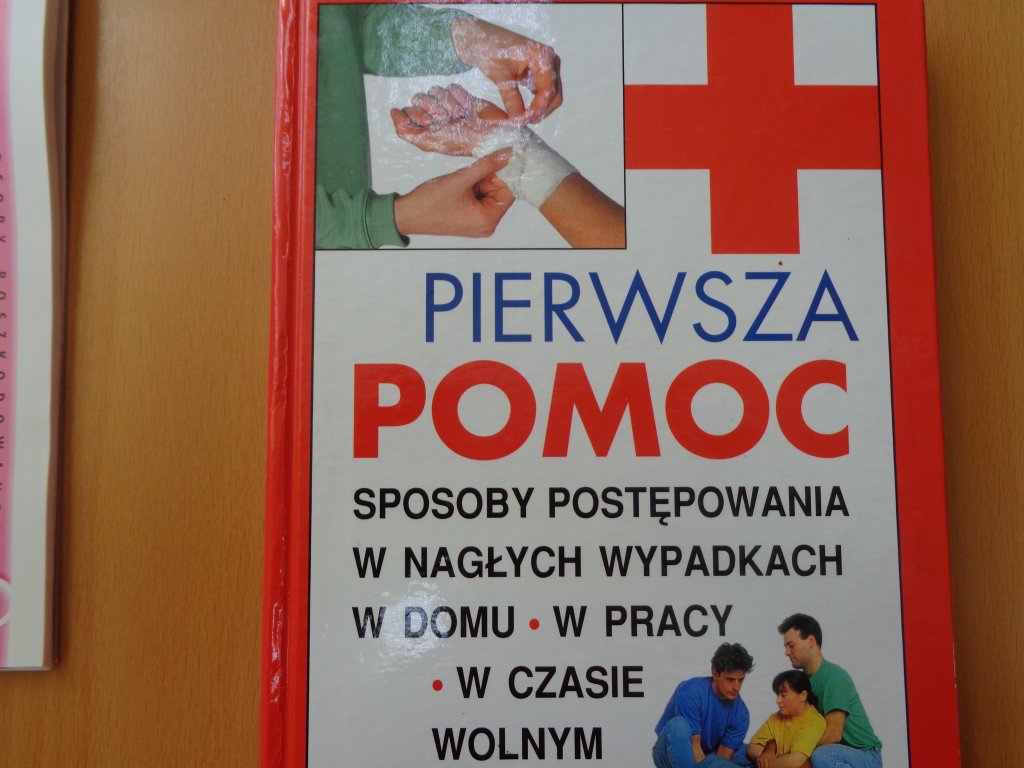 PIERWSZA
POMOC
SPOSOBY POSTĘPOWANIA
W NAGŁYCH WYPADKACH
W DOMU • W PRACY
• W CZASIE
WOLNYM